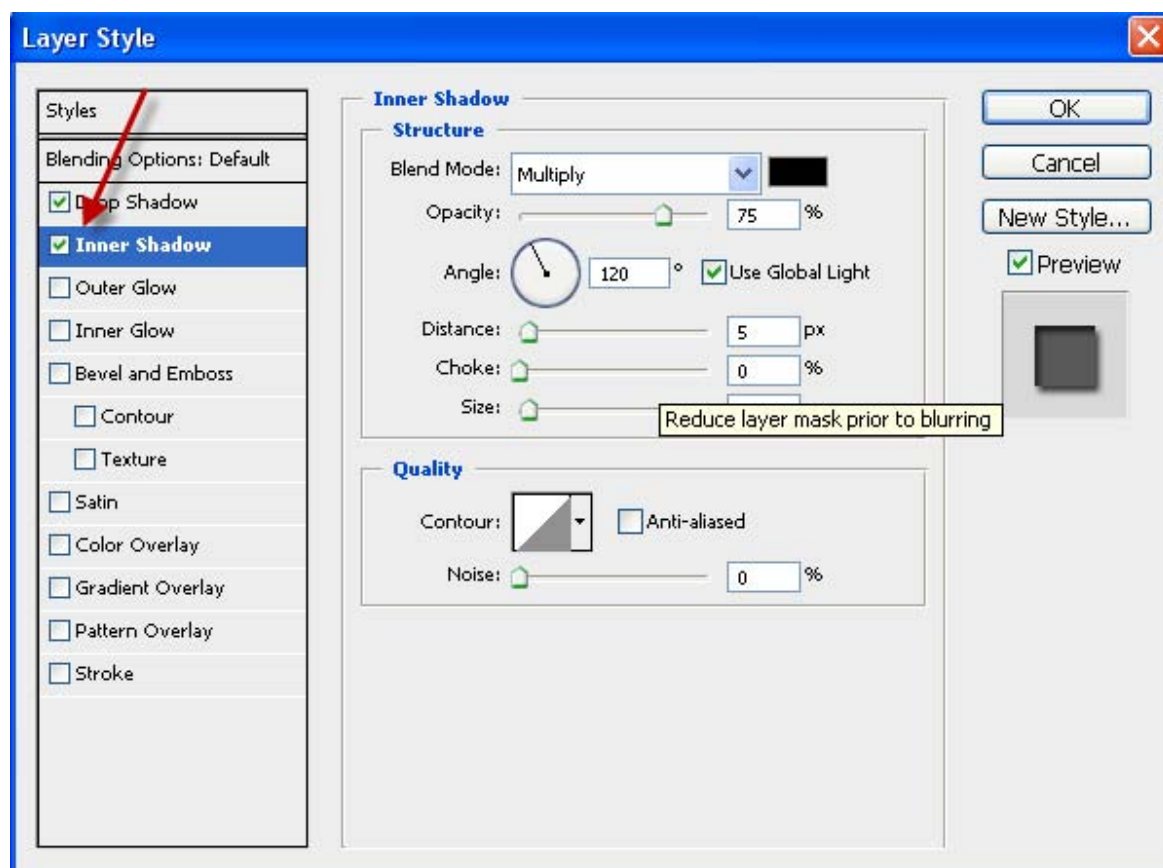 Layer Style
Styles
Blending Options: Default
Drop Shadow
Inner Shadow
Outer Glow
Inner Glow
Bevel and Emboss
Contour
Texture
Satin
Color Overlay
Gradient Overlay
Pattern Overlay
Stroke
Inner Shadow
Structure
Blend Mode: Multiply
Opacity: 75 %
Angle: 120 ° Use Global Light
Distance: 5 px
Choke: 0 %
Size:
Reduce layer mask prior to blurring
Quality
Contour: Anti-aliased
Noise: 0 %
OK
Cancel
New Style...
Preview